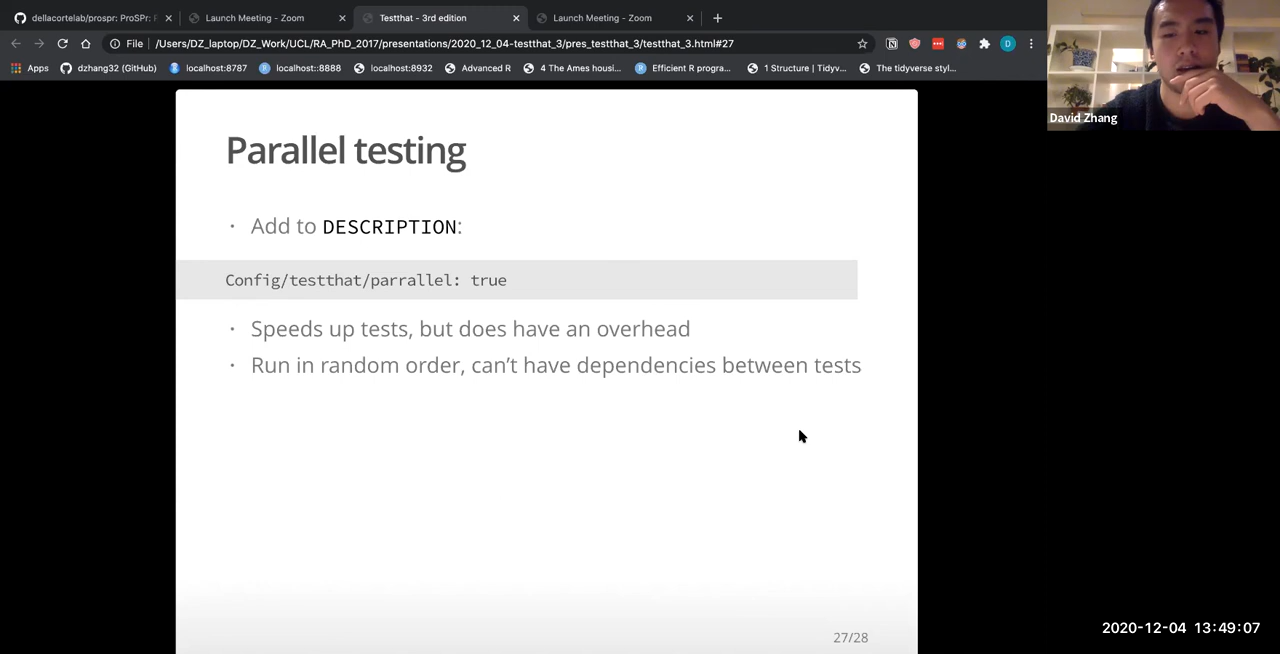 dellacortelab/prospr: ProSPr: Launch Meeting - Zoom Testthat - 3rd edition Launch Meeting - Zoom
File /Users/DZ_laptop/DZ_Work/UCL/RA_PhD_2017/presentations/2020_12_04-testthat_3/pres_testthat_3/testthat_3.html#27
Apps dzhang32 (GitHub) localhost:8787 localhost::8888 localhost:8932 Advanced R 4 The Ames housi... Efficient R progra... 1 Structure | Tidyv... The tidyverse styl...
David Zhang
Parallel testing
· Add to DESCRIPTION:
Config/testthat/parrallel: true
· Speeds up tests, but does have an overhead
· Run in random order, can't have dependencies between tests
27/28
2020-12-04 13:49:07